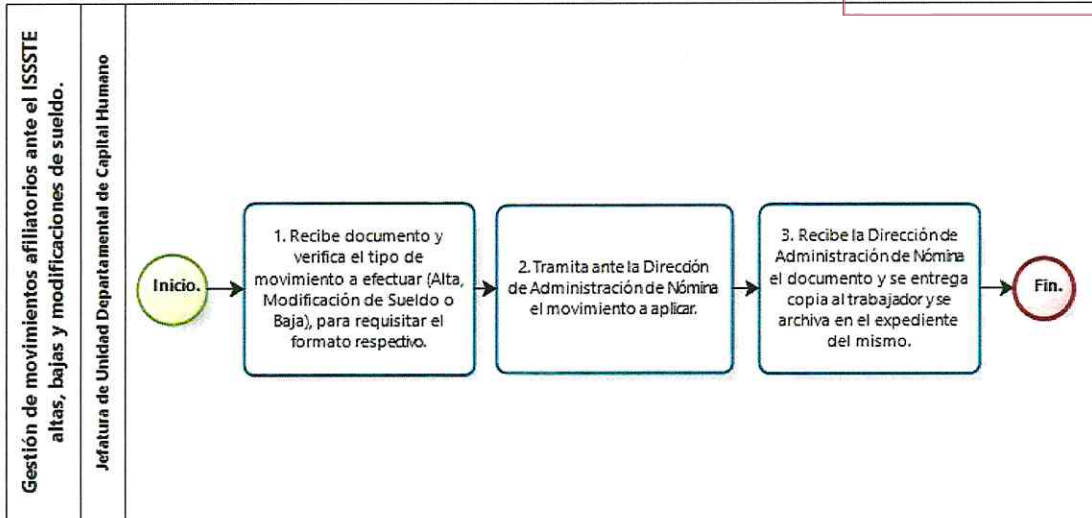 Gestión de movimientos afiliatorios ante el ISSSTE
altas, bajas y modificaciones de sueldo.
Jefatura de Unidad Departamental de Capital Humano
Inicio.
1. Recibe documento y
verifica el tipo de
movimiento a efectuar (Alta,
Modificación de Sueldo o
Baja), para requisitar el
formato respectivo.
2. Tramita ante la Dirección
de Administración de Nómina
el movimiento a aplicar.
3. Recibe la Dirección de
Administración de Nómina
el documento y se entrega
copia al trabajador y se
archiva en el expediente
del mismo.
Fin.